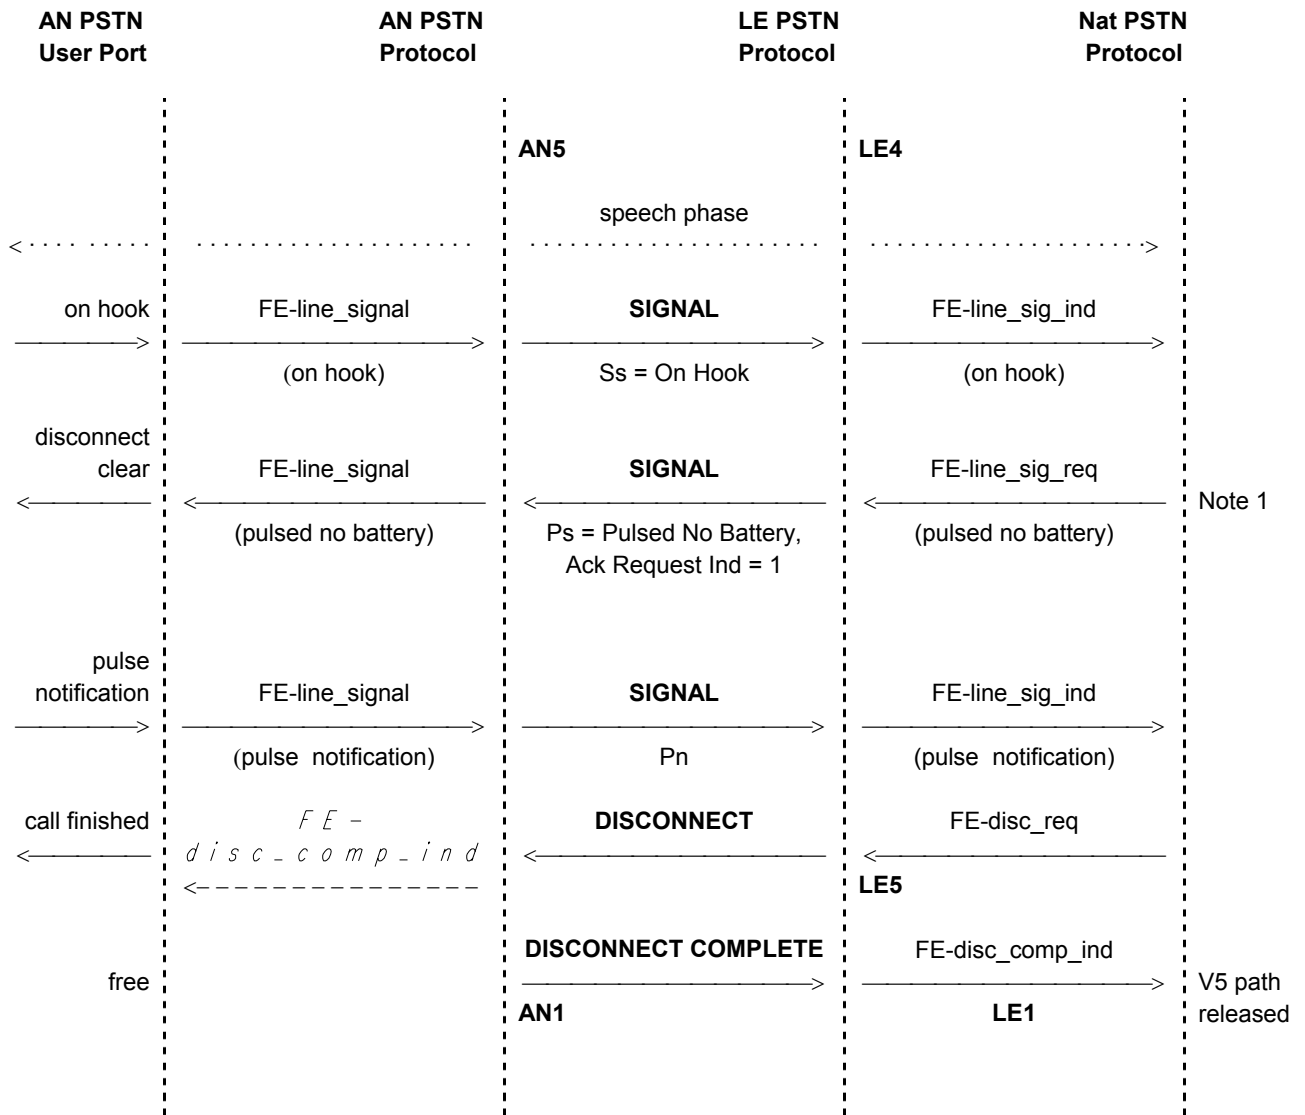 AN PSTN AN PSTN LE PSTN Nat PSTN
User Port Protocol Protocol Protocol
AN5 LE4
speech phase
on hook FE-line_signal SIGNAL FE-line_sig_ind
(on hook) Ss = On Hook (on hook)
disconnect
clear FE-line_signal SIGNAL FE-line_sig_req
Note 1
(pulsed no battery) Ps = Pulsed No Battery, (pulsed no battery)
Ack Request Ind = 1
pulse
notification FE-line_signal SIGNAL FE-line_sig_ind
(pulse notification) Pn (pulse notification)
call finished FE- DISCONNECT FE-disc_req
disc_comp_ind
LE5
DISCONNECT COMPLETE FE-disc_comp_ind
free V5 path
AN1 LE1 released